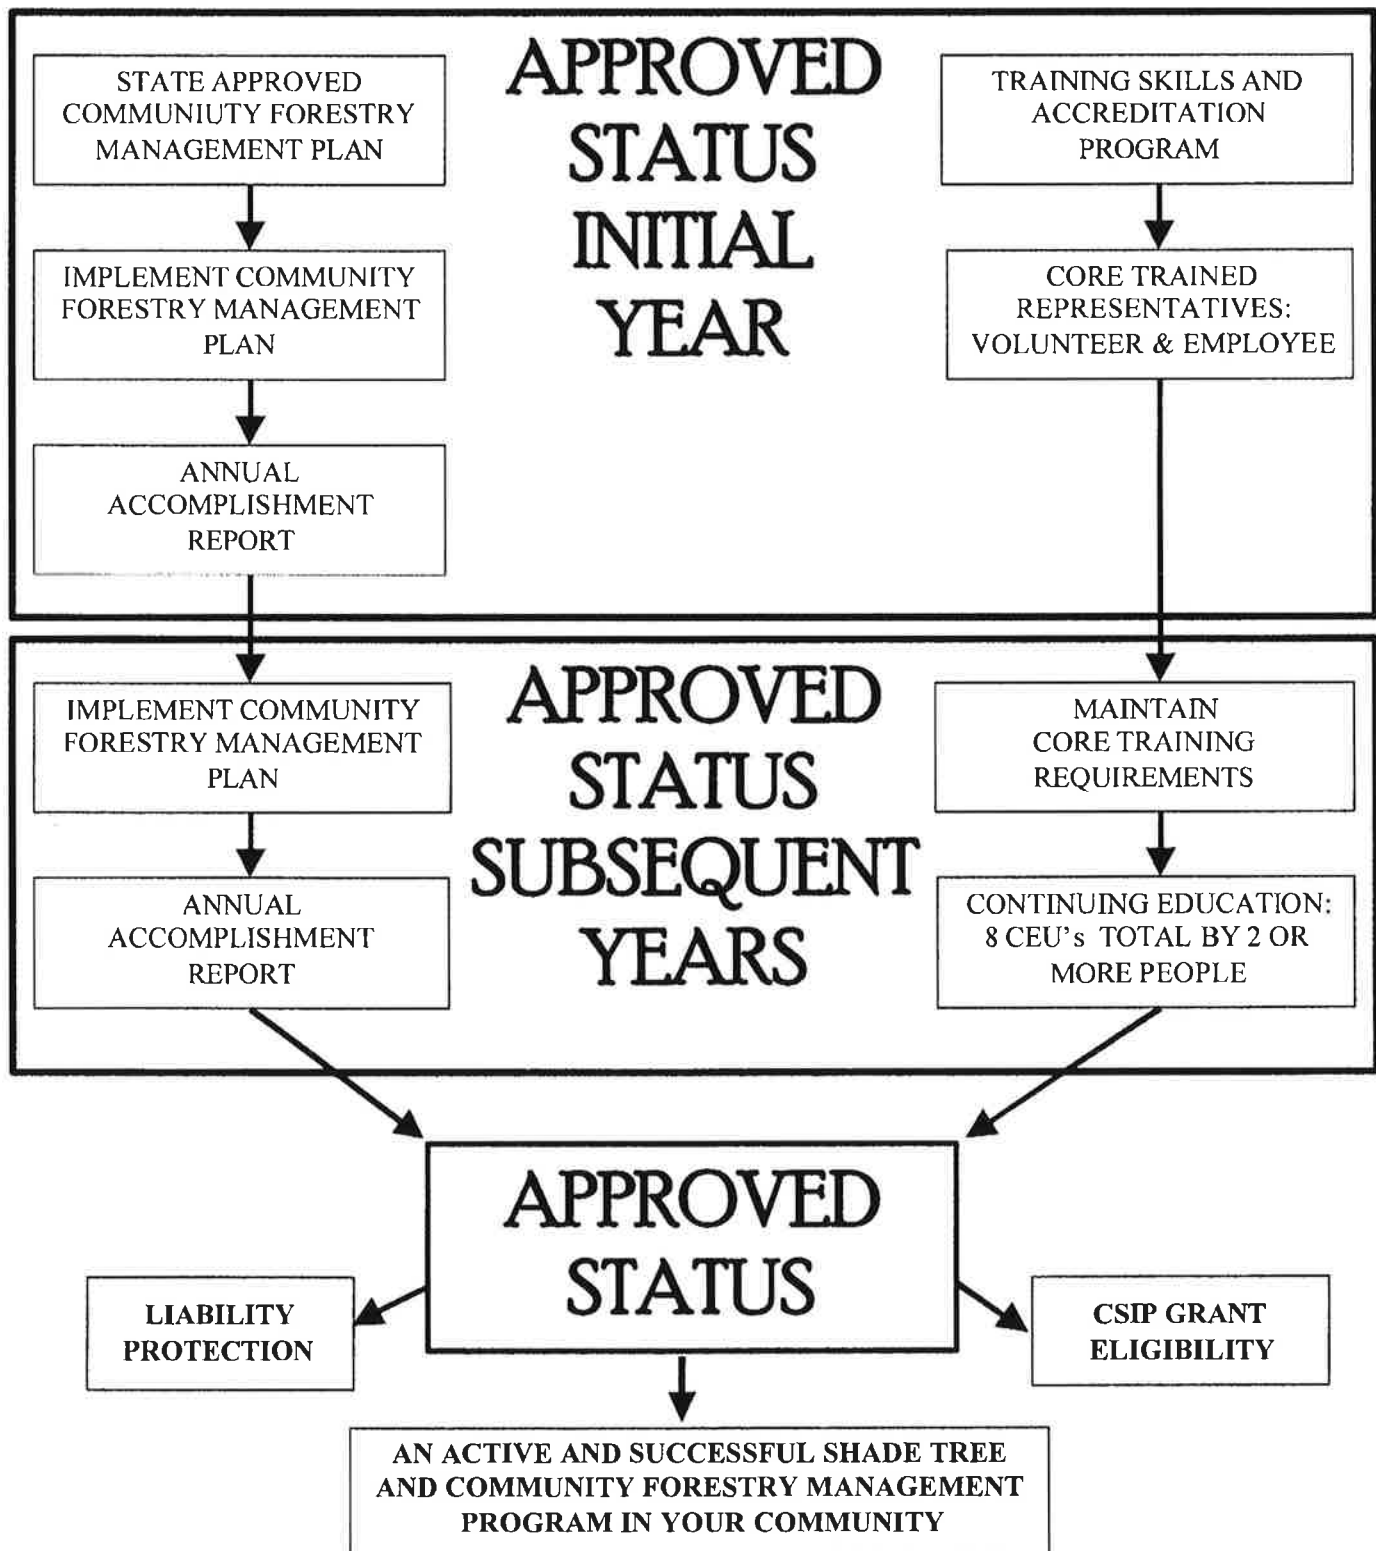 APPROVED
STATUS
INITIAL
YEAR
STATE APPROVED
COMMUNIUTY FORESTRY
MANAGEMENT PLAN
IMPLEMENT COMMUNITY
FORESTRY MANAGEMENT
PLAN
ANNUAL
ACCOMPLISHMENT
REPORT
TRAINING SKILLS AND
ACCREDITATION
PROGRAM
CORE TRAINED
REPRESENTATIVES:
VOLUNTEER & EMPLOYEE
APPROVED
STATUS
SUBSEQUENT
YEARS
IMPLEMENT COMMUNITY
FORESTRY MANAGEMENT
PLAN
ANNUAL
ACCOMPLISHMENT
REPORT
MAINTAIN
CORE TRAINING
REQUIREMENTS
CONTINUING EDUCATION:
8 CEU's TOTAL BY 2 OR
MORE PEOPLE
APPROVED
STATUS
LIABILITY
PROTECTION
CSIP GRANT
ELIGIBILITY
AN ACTIVE AND SUCCESSFUL SHADE TREE
AND COMMUNITY FORESTRY MANAGEMENT
PROGRAM IN YOUR COMMUNITY